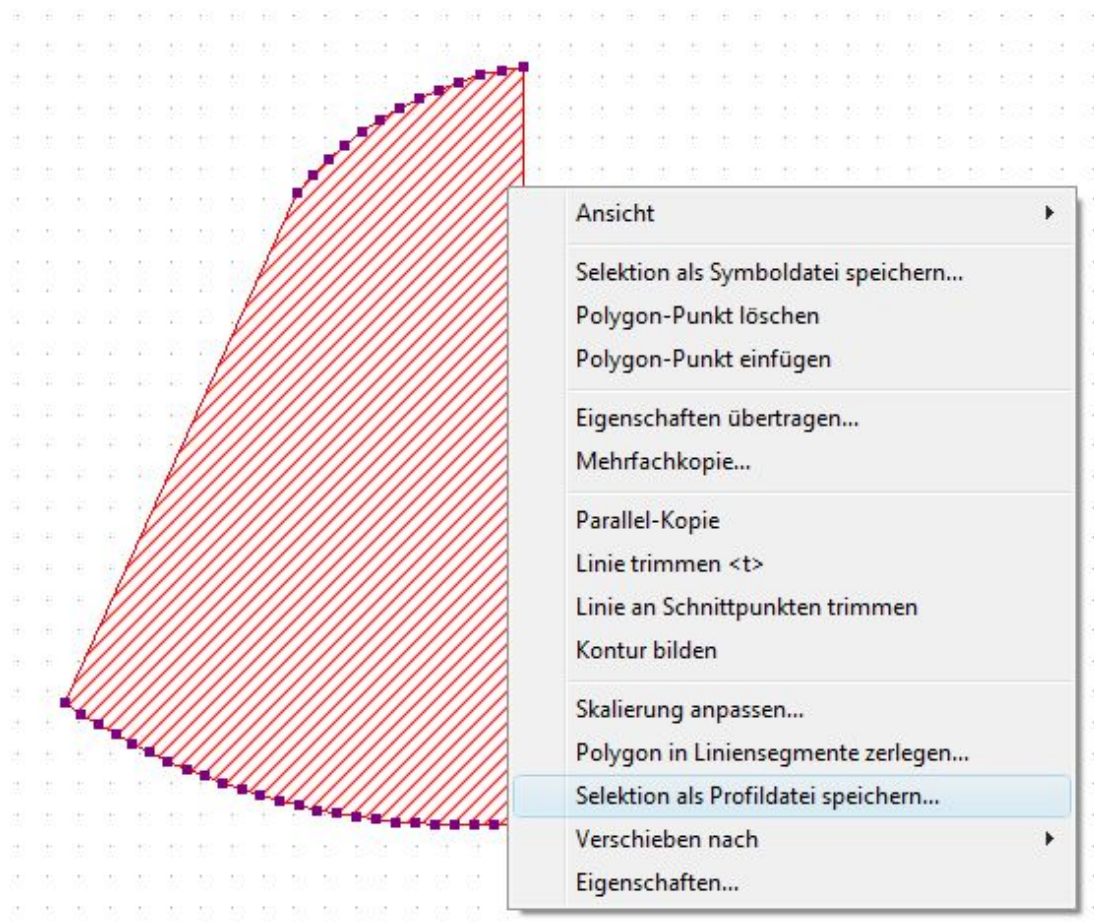 Ansicht
Selektion als Symboldatei speichern...
Polygon-Punkt löschen
Polygon-Punkt einfügen
Eigenschaften übertragen...
Mehrfachkopie...
Parallel-Kopie
Linie trimmen <t>
Linie an Schnittpunkten trimmen
Kontur bilden
Skalierung anpassen...
Polygon in Liniensegmente zerlegen...
Selektion als Profildatei speichern...
Verschieben nach
Eigenschaften...